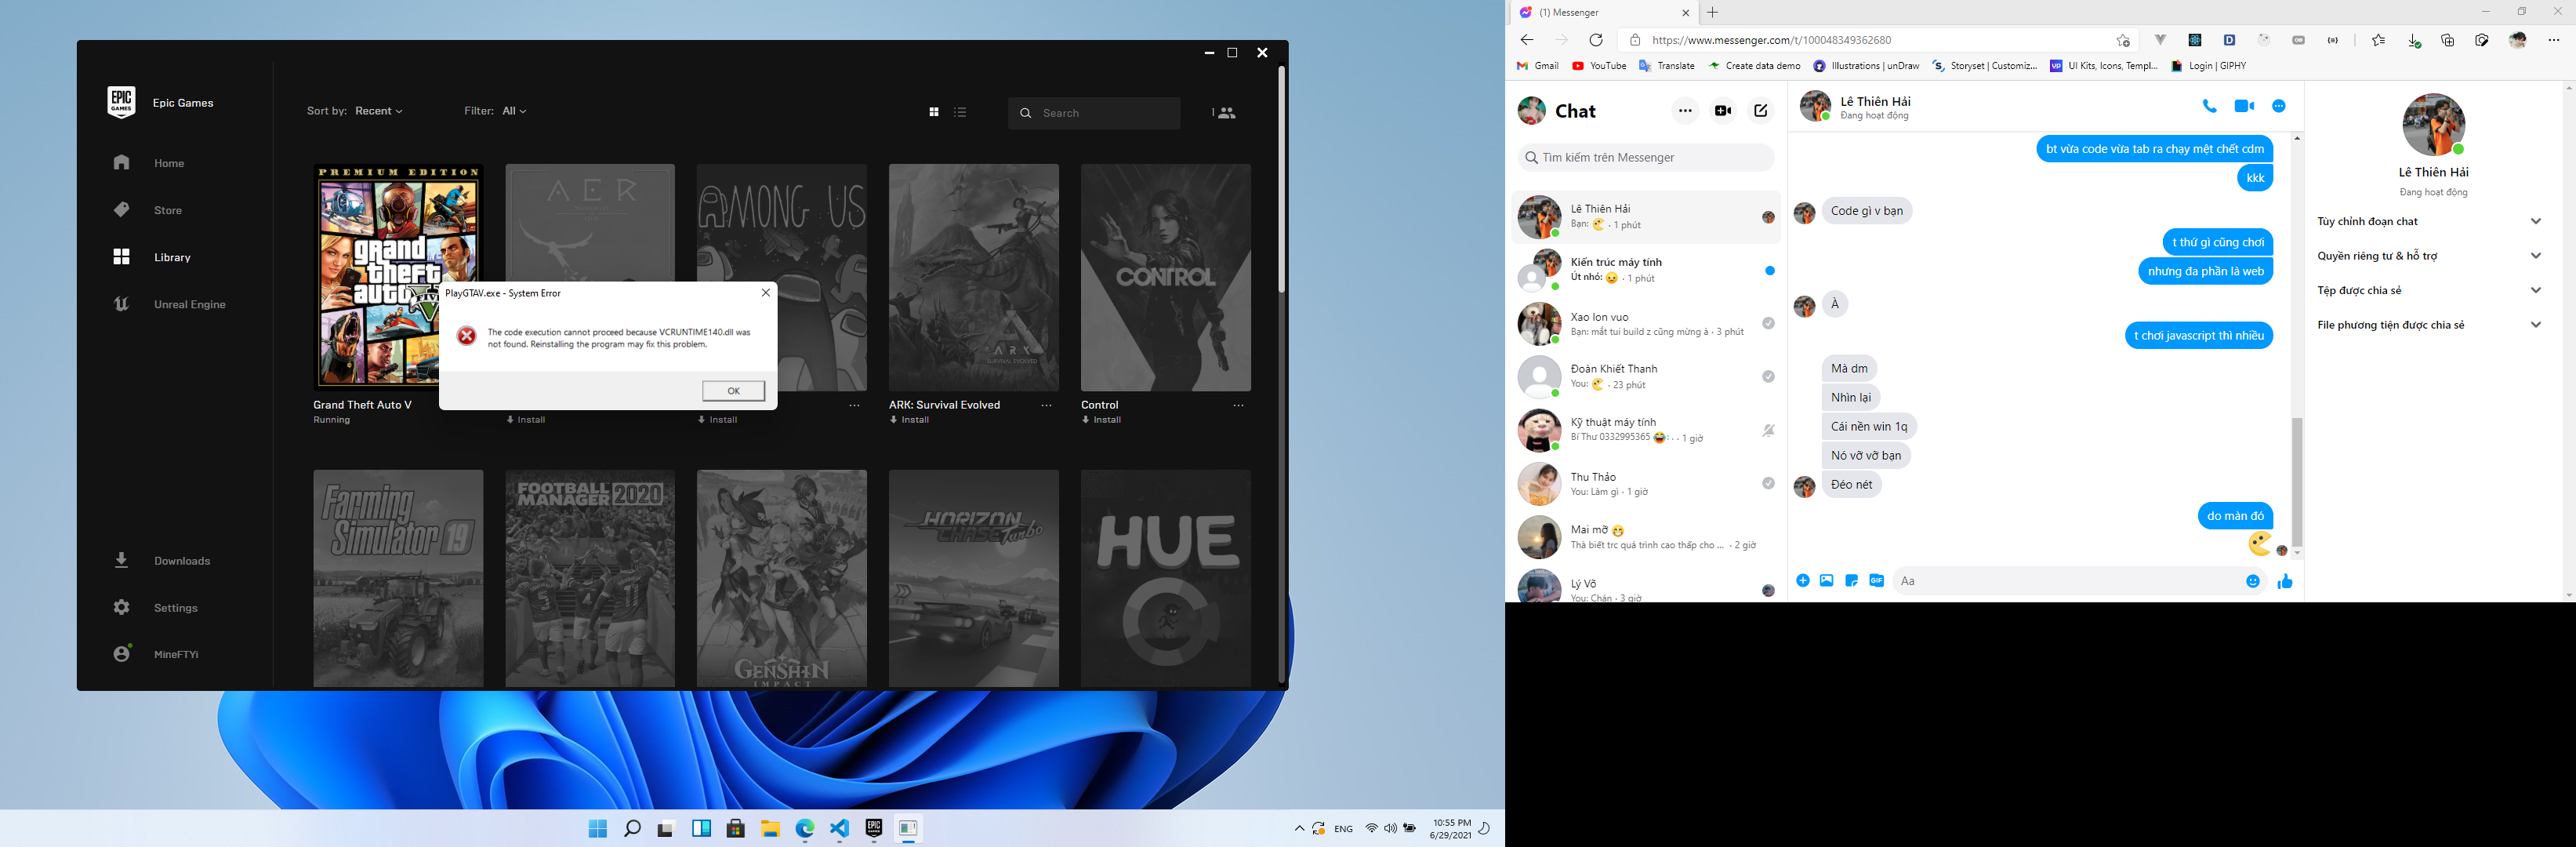 EPIC GAMES
Epic Games
Home
Store
Library
Unreal Engine
Downloads
Settings
MineFTYi
Sort by: Recent
Filter: All
Search
1
PREMIUM EDITION
grand theft auto FIVE
AER
AMONG US
ARK
SURVIVAL EVOLVED
CONTROL
PlayGTAV.exe - System Error
The code execution cannot proceed because VCRUNTIME140.dll was
not found. Reinstalling the program may fix this problem.
OK
Grand Theft Auto V
Running
Install
Install
ARK: Survival Evolved
Install
Control
Install
Farming Simulator 19
FOOTBALL MANAGER 2020
GENSHIN IMPACT
HORIZON CHASE Turbo
HUE
ENG
10:55 PM
6/29/2021
(1) Messenger
https://www.messenger.com/t/100048349362680
Gmail
YouTube
Translate
Create data demo
Illustrations | unDraw
Storyset | Customiz...
UI Kits, Icons, Templ...
Login | GIPHY
Chat
Tìm kiếm trên Messenger
Lê Thiên Hải
Bạn: · 1 phút
Kiến trúc máy tính
Út nhỏ: 😉 · 1 phút
Xao lon vuo
Bạn: mắt tui build z cũng mừng à · 3 phút
Đoàn Khiết Thanh
You: · 23 phút
Kỹ thuật máy tính
Bí Thư 0332995365 😂: . . · 1 giờ
Thu Thảo
You: Làm gì · 1 giờ
Mai mỡ 😁
Thà biết trc quá trình cao thấp cho ... · 2 giờ
Lý Võ
You: Chán · 3 giờ
Lê Thiên Hải
Đang hoạt động
bt vừa code vừa tab ra chạy mệt chết cdm
kkk
Code gì v bạn
t thứ gì cũng chơi
nhưng đa phần là web
À
t chơi javascript thì nhiều
Mà dm
Nhìn lại
Cái nền win 1q
Nó vỡ vỡ bạn
Đéo nét
do màn đó
GIF
Aa
Lê Thiên Hải
Đang hoạt động
Tùy chỉnh đoạn chat
Quyền riêng tư & hỗ trợ
Tệp được chia sẻ
File phương tiện được chia sẻ